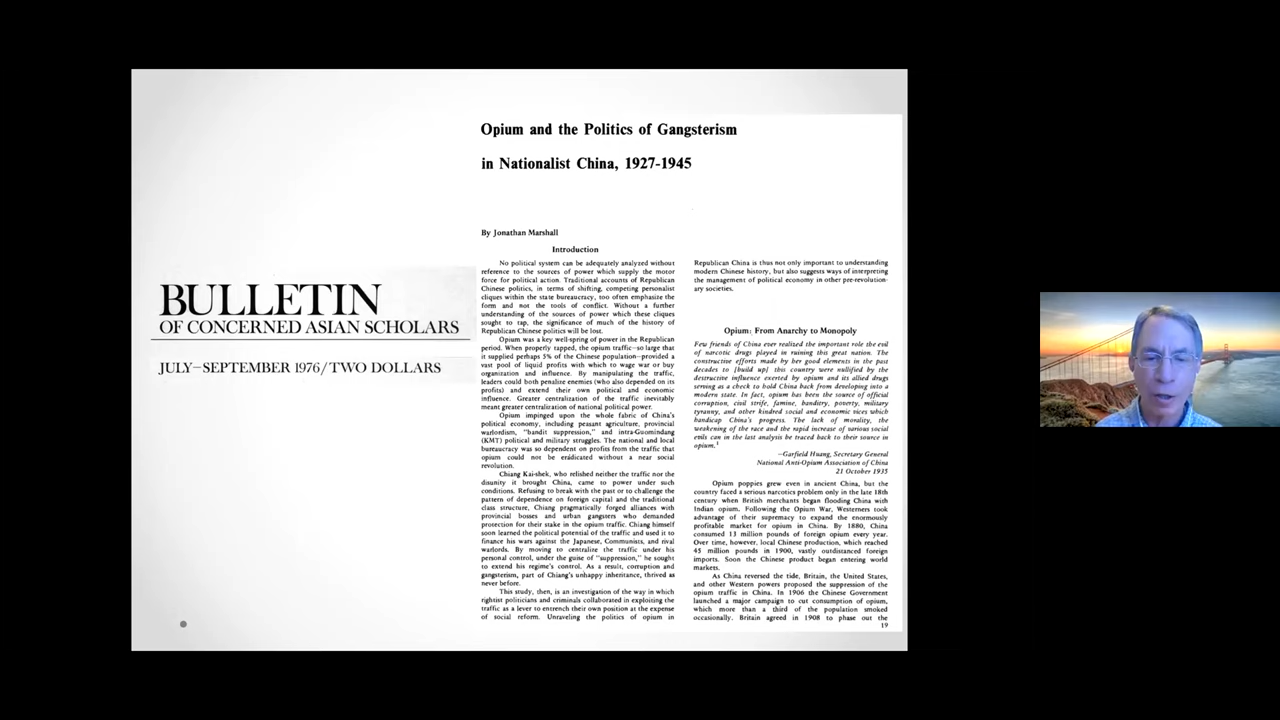 BULLETIN
OF CONCERNED ASIAN SCHOLARS
JULY–SEPTEMBER 1976/TWO DOLLARS
Opium and the Politics of Gangsterism
in Nationalist China, 1927-1945
By Jonathan Marshall
Introduction
No political system can be adequately analyzed without
reference to the sources of power which supply the motor
force for political action. Traditional accounts of Republican
Chinese politics, in terms of shifting, competing personalist
cliques within the state bureaucracy, too often emphasize the
form and not the tools of conflict. Without a further
understanding of the sources of power which these cliques
sought to tap, the significance of much of the history of
Republican Chinese politics will be lost.
Opium was a key well-spring of power in the Republican
period. When properly tapped, the opium traffic—so large that
it supplied perhaps 5% of the Chinese population—provided a
vast pool of liquid profits with which to wage war or buy
organization and influence. By manipulating the traffic,
leaders could both penalize enemies (who also depended on its
profits) and extend their own political and economic
influence. Greater centralization of the traffic inevitably
meant greater centralization of national political power.
Opium impinged upon the whole fabric of China's
political economy, including peasant agriculture, provincial
warlordism, "bandit suppression," and intra-Guomindang
(KMT) political and military struggles. The national and local
bureaucracy was so dependent on profits from the traffic that
opium could not be eradicated without a near social
revolution.
Chiang Kai-shek, who relished neither the traffic nor the
disunity it brought China, came to power under such
conditions. Refusing to break with the past or to challenge the
pattern of dependence on foreign capital and the traditional
class structure, Chiang pragmatically forged alliances with
provincial bosses and urban gangsters who demanded
protection for their stake in the opium traffic. Chiang himself
soon learned the political potential of the traffic and used it to
finance his wars against the Japanese, Communists, and rival
warlords. By moving to centralize the traffic under his
personal control, under the guise of "suppression," he sought
to extend his regime's control. As a result, corruption and
gangsterism, part of Chiang's unhappy inheritance, thrived as
never before.
This study, then, is an investigation of the way in which
rightist politicians and criminals collaborated in exploiting the
traffic as a lever to entrench their own position at the expense
of social reform. Unraveling the politics of opium in
Republican China is thus not only important to understanding
modern Chinese history, but also suggests ways of interpreting
the management of political economy in other pre-revolution-
ary societies.
Opium: From Anarchy to Monopoly
Few friends of China ever realized the important role the evil
of narcotic drugs played in ruining this great nation. The
constructive efforts made by her good elements in the past
decades to [build up] this country were nullified by the
destructive influence exerted by opium and its allied drugs
serving as a check to hold China back from developing into a
modern state. In fact, opium has been the source of official
corruption, civil strife, famine, banditry, poverty, military
tyranny, and other kindred social and economic vices which
handicap China's progress. The lack of morality, the
weakening of the race and the rapid increase of various social
evils can in the last analysis be traced back to their source in
opium.1
—Garfield Huang, Secretary General
National Anti-Opium Association of China
21 October 1935
Opium poppies grew even in ancient China, but the
country faced a serious narcotics problem only in the late 18th
century when British merchants began flooding China with
Indian opium. Following the Opium War, Westerners took
advantage of their supremacy to expand the enormously
profitable market for opium in China. By 1880, China
consumed 13 million pounds of foreign opium every year.
Over time, however, local Chinese production, which reached
45 million pounds in 1900, vastly outdistanced foreign
imports. Soon the Chinese product began entering world
markets.
As China reversed the tide, Britain, the United States,
and other Western powers proposed the suppression of the
opium traffic in China. In 1906 the Chinese Government
launched a major campaign to cut consumption of opium,
which more than a third of the population smoked
occasionally. Britain agreed in 1908 to phase out the
19